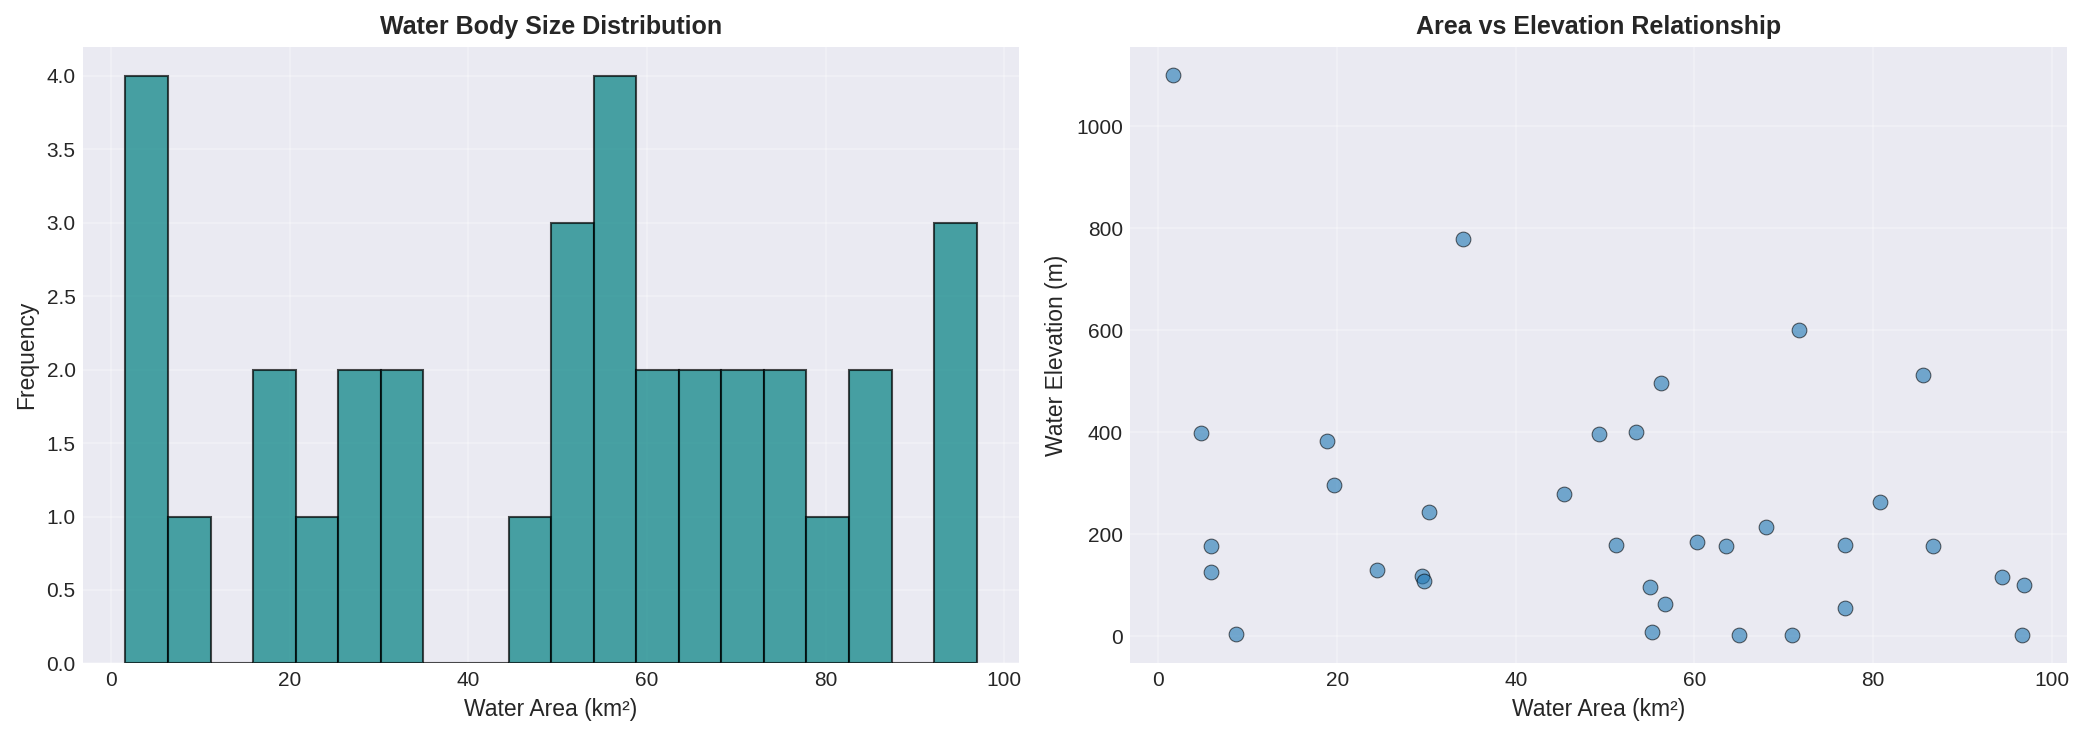 Water Body Size Distribution
4.0
3.5
3.0
2.5
2.0
1.5
1.0
0.5
0.0
Frequency
0 20 40 60 80 100
Water Area (km²)
Area vs Elevation Relationship
1000
800
600
400
200
0
Water Elevation (m)
0 20 40 60 80 100
Water Area (km²)